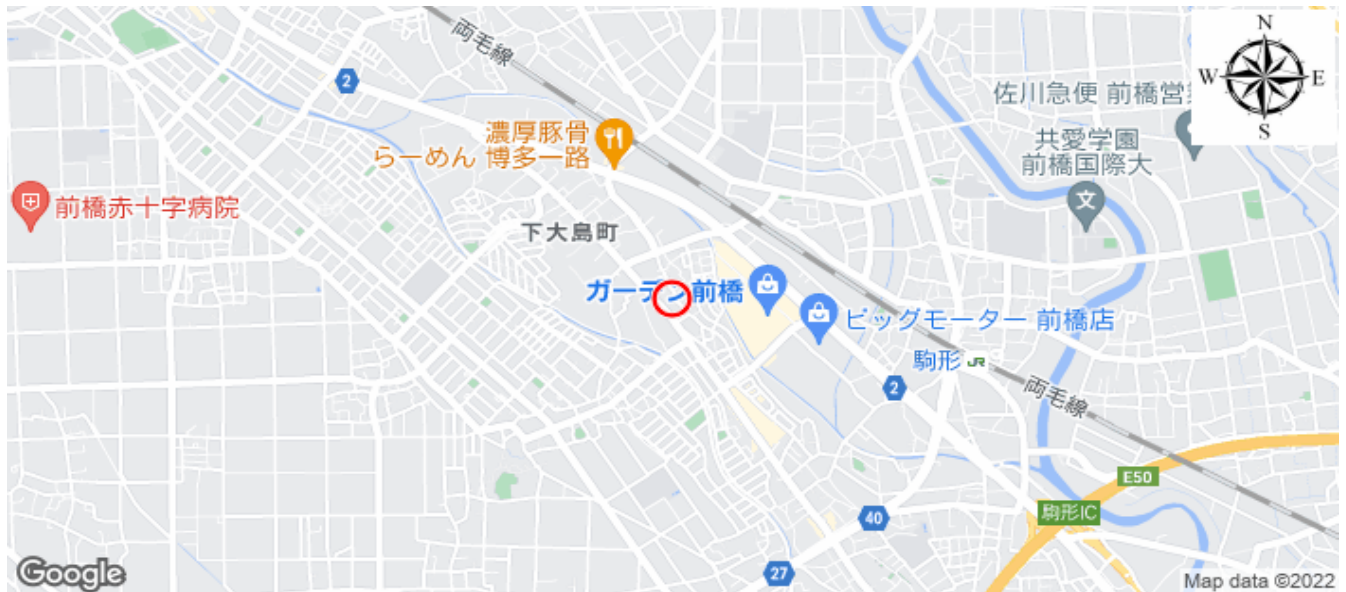 両毛線
N
W
E
S
2
佐川急便 前橋営業
濃厚豚骨
らーめん 博多一路
共愛学園
前橋国際大
文
前橋赤十字病院
下大島町
ガーデン前橋
ビッグモーター 前橋店
駒形 JR
2
両毛線
E50
駒形IC
40
27
Google
Map data ©2022